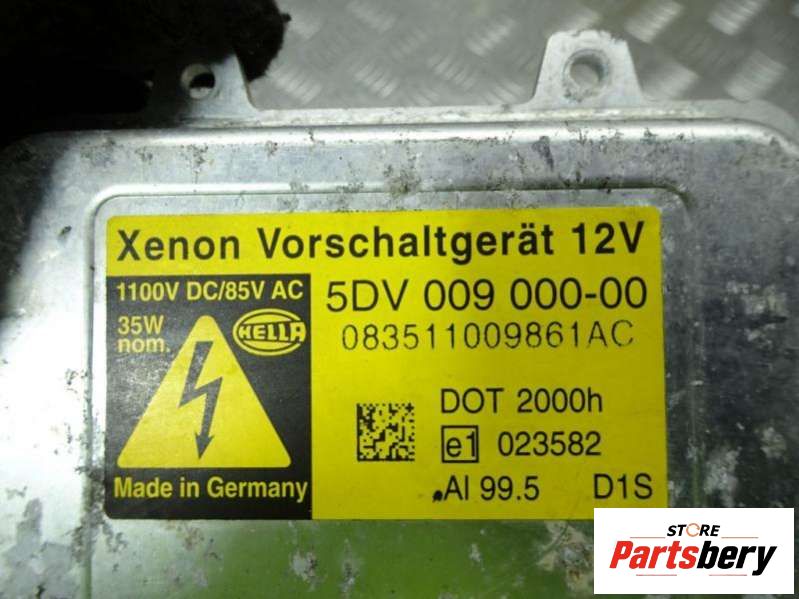 Xenon Vorschaltgerät 12V
1100V DC/85V AC
35W
nom.
HELLA
Made in Germany
5DV 009 000-00
083511009861AC
DOT 2000h
e1 023582
.Al 99.5 D1S
STORE
Partsbery